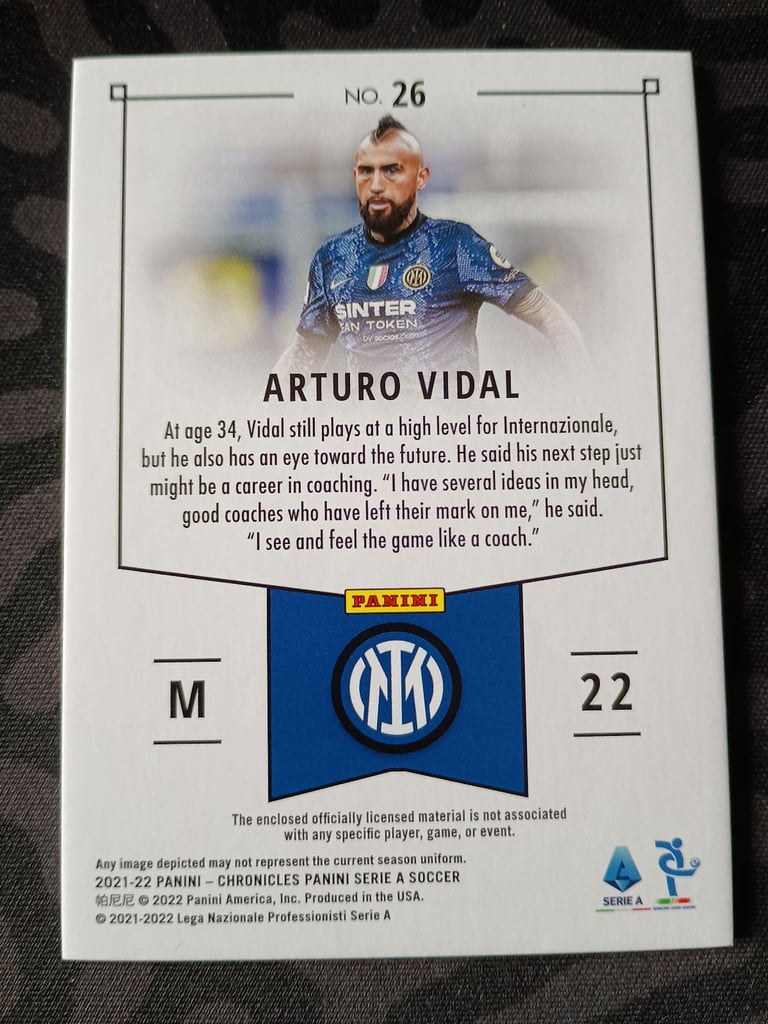 NO. 26
SINTER
FAN TOKEN
by socios.com
ARTURO VIDAL
At age 34, Vidal still plays at a high level for Internazionale,
but he also has an eye toward the future. He said his next step just
might be a career in coaching. “I have several ideas in my head,
good coaches who have left their mark on me,” he said.
“I see and feel the game like a coach.”
PANINI
M
22
The enclosed officially licensed material is not associated
with any specific player, game, or event.
Any image depicted may not represent the current season uniform.
2021-22 PANINI – CHRONICLES PANINI SERIE A SOCCER
帕尼尼 © 2022 Panini America, Inc. Produced in the USA.
© 2021-2022 Lega Nazionale Professionisti Serie A
SERIE A